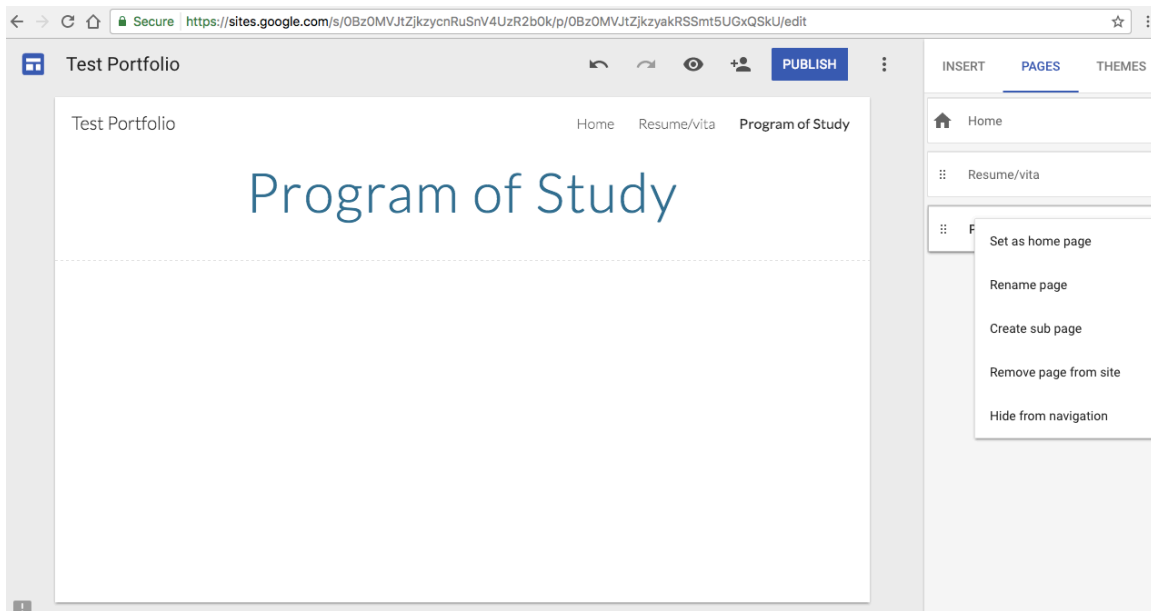 Secure https://sites.google.com/s/0Bz0MVJtZjkzycnRuSnV4UzR2b0k/p/0Bz0MVJtZjkzyakRSSmt5UGxQSkU/edit
Test Portfolio PUBLISH
INSERT PAGES THEMES
Test Portfolio Home Resume/vita Program of Study
Program of Study
Home
Resume/vita
P
Set as home page
Rename page
Create sub page
Remove page from site
Hide from navigation